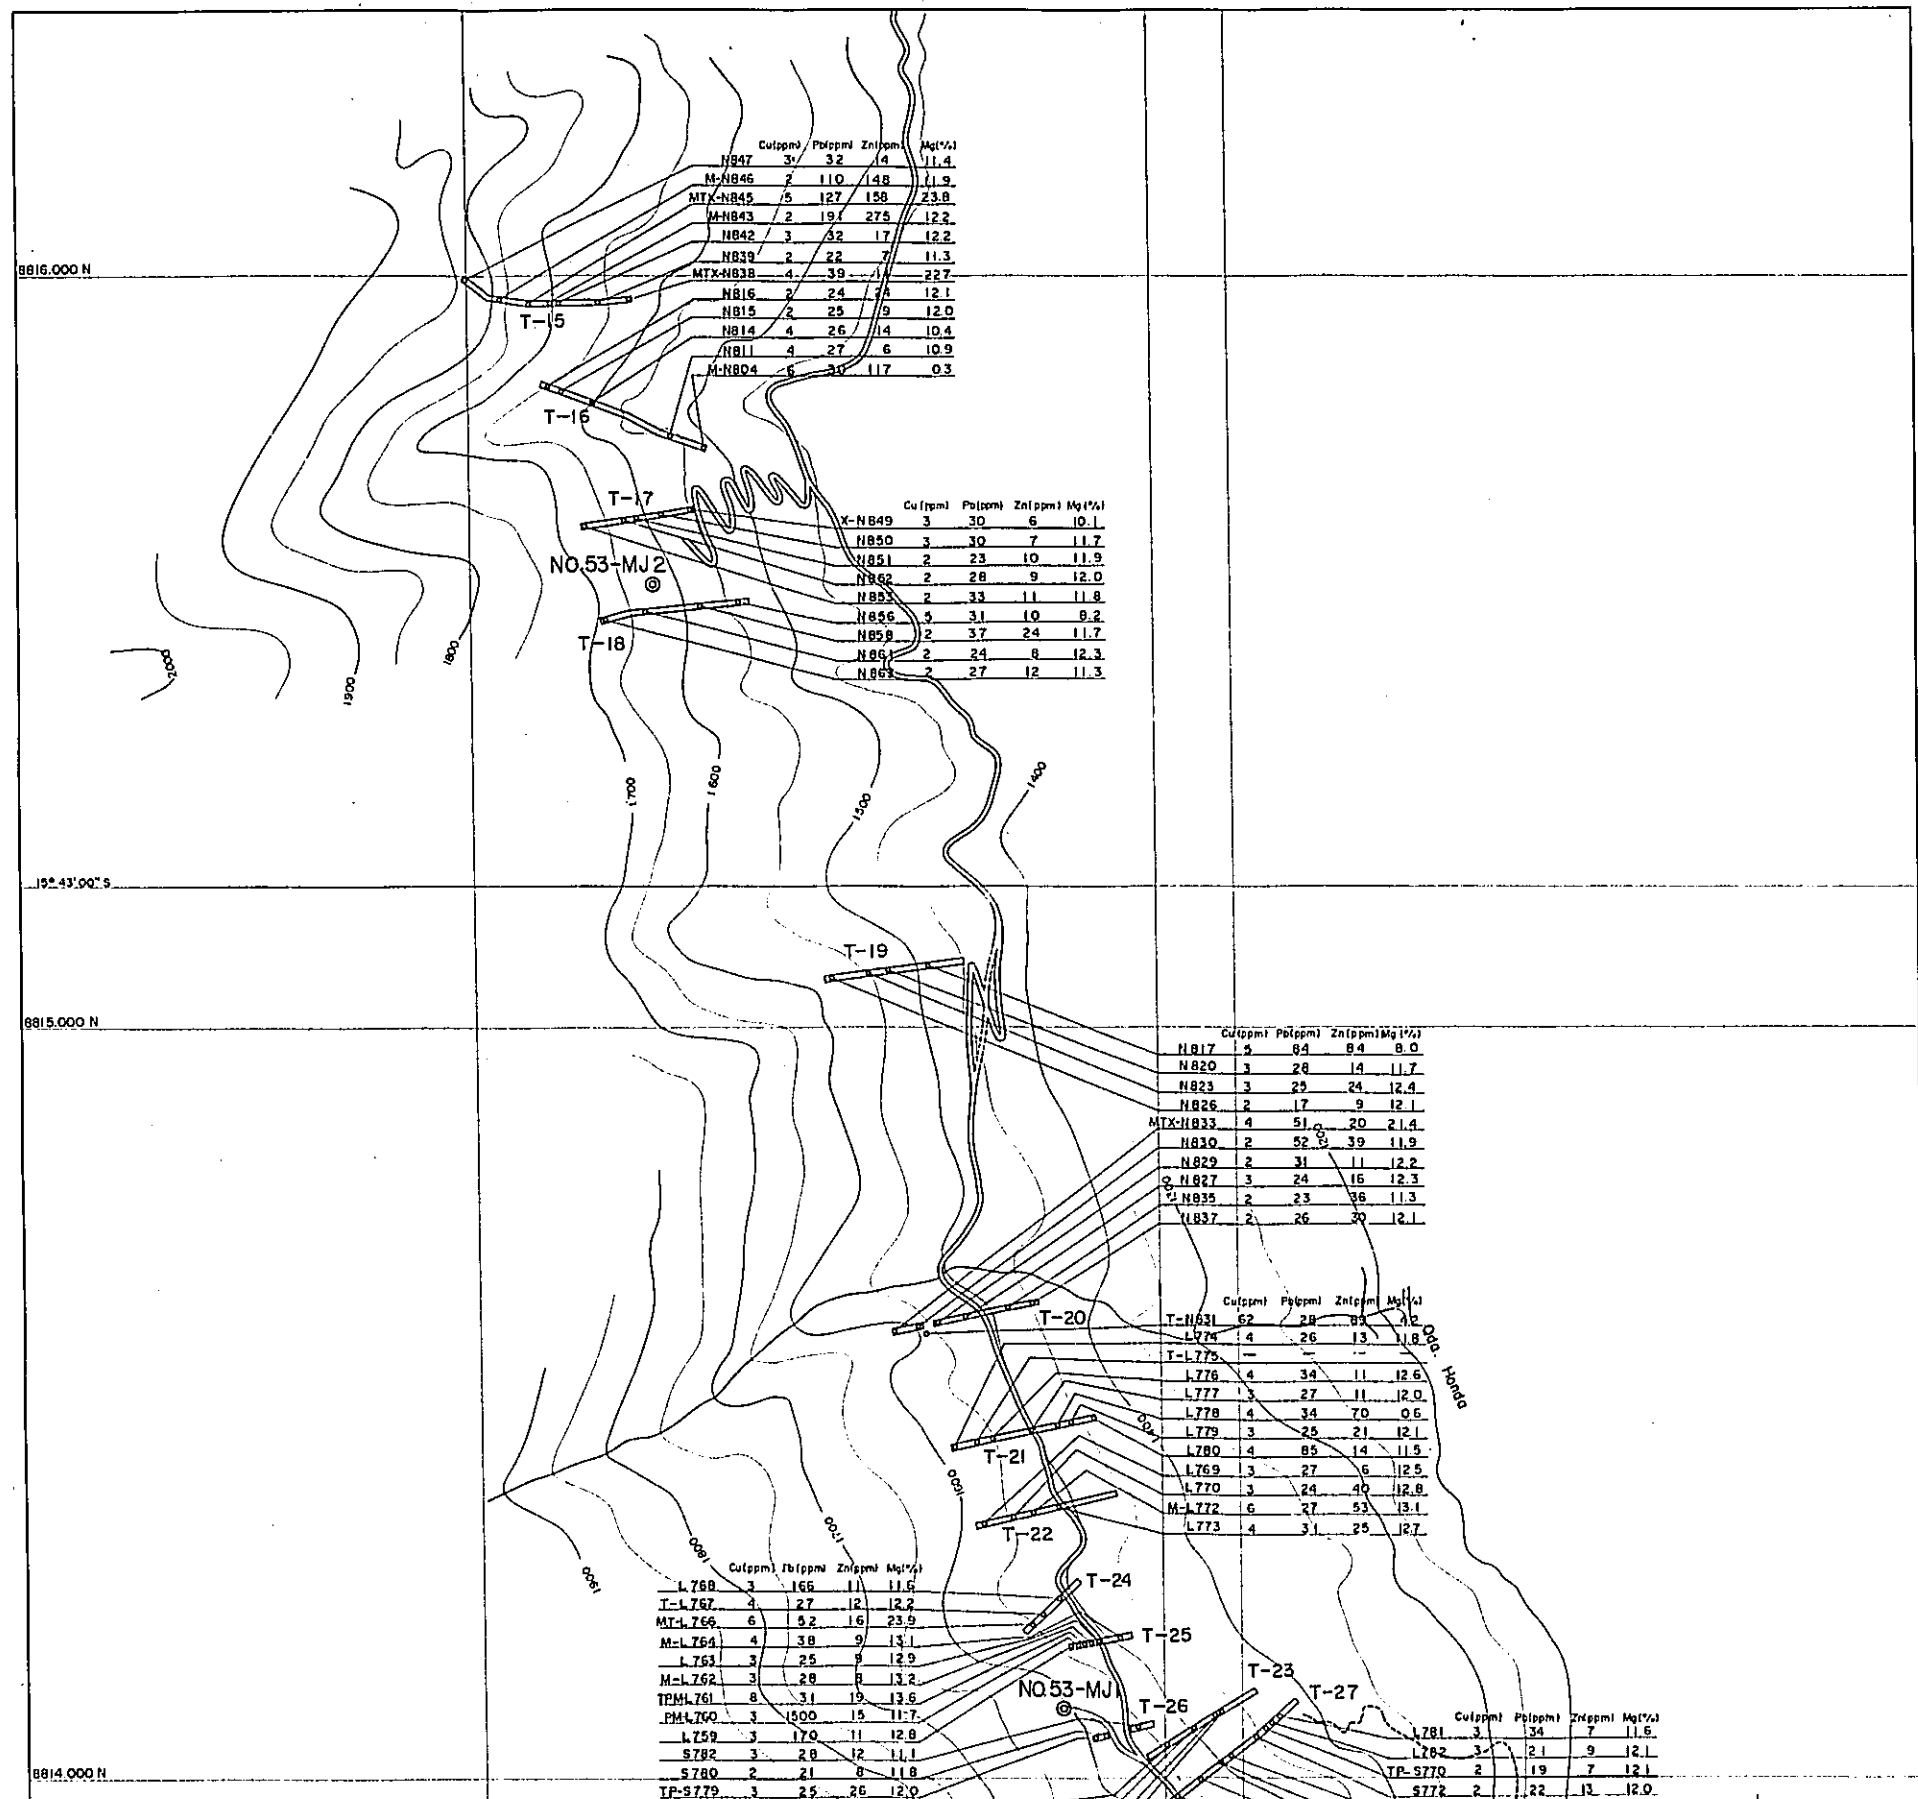 Cu(ppm) Pb(ppm) Zn(ppm) Mg(%)
N847 3 32 14 11.4
M-N846 2 110 148 11.9
MTX-N845 5 127 158 23.8
M-N843 2 191 275 12.2
N842 3 32 17 12.2
N839 2 22 7 11.3
8816.000 N
MTX-N838 4 39 22.7
N816 2 24 24 12.1
N815 2 25 9 12.0
T-15
N814 4 26 14 10.4
N811 4 27 6 10.9
M-N804 6 30 117 0.3
T-16
T-17
Cu(ppm) Pb(ppm) Zn(ppm) Mg(%)
X-N849 3 30 6 10.1
N850 3 30 7 11.7
N851 2 23 10 11.9
NO.53-MJ2
N862 2 28 9 12.0
N853 2 33 11 11.8
N856 5 31 10 8.2
N858 2 37 24 11.7
T-18
N861 2 24 8 12.3
N863 2 27 12 11.3
2000
1900
1800
1700
1600
1500
1400
15°43'00"S
T-19
8815.000 N
Cu(ppm) Pb(ppm) Zn(ppm) Mg(%)
N817 5 84 84 8.0
N820 3 28 14 11.7
N823 3 25 24 12.4
N826 2 17 9 12.1
MTX-N833 4 51 20 21.4
N830 2 52 39 11.9
N829 2 31 11 12.2
N827 3 24 16 12.3
N835 2 23 36 11.3
N837 2 26 30 12.1
1200
1300
Cu(ppm) Pb(ppm) Zn(ppm) Mg(%)
T-20
T-N831 62 28 4.2
L774 4 26 13 11.8
T-L775 — — —
L776 4 34 11 12.6
L777 3 27 11 12.0
L778 4 34 70 0.6
L779 3 25 21 12.1
L780 4 85 14 11.5
L769 3 27 6 12.5
L770 3 24 40 12.8
M-L772 6 27 53 13.1
L773 4 31 25 12.7
Qda. Honda
1400
T-21
1600
T-22
1700
1800
1900
Cu(ppm) Pb(ppm) Zn(ppm) Mg(%)
L768 3 166 11 11.6
T-L767 4 27 12 12.2
MT-L766 6 52 16 23.9
M-L764 4 38 9 13.1
L763 3 25 9 12.9
M-L762 3 28 8 13.2
TPML761 8 31 19 13.6
PM-L760 3 1500 15 11.7
L759 3 170 11 12.8
S782 3 28 12 11.1
S780 2 21 8 11.8
TP-S779 3 25 26 12.0
T-24
T-25
T-23
NO.53-MJ1
T-26
T-27
Cu(ppm) Pb(ppm) Zn(ppm) Mg(%)
L781 3 34 7 11.6
L782 3 21 9 12.1
TP-S770 2 19 7 12.1
S772 2 22 13 12.0
8814.000 N